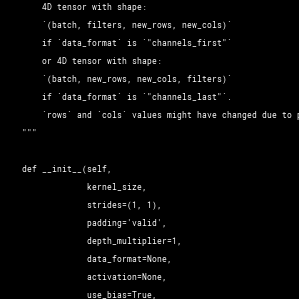 4D tensor with shape:
`(batch, filters, new_rows, new_cols)`
if `data_format` is `"channels_first"`
or 4D tensor with shape:
`(batch, new_rows, new_cols, filters)`
if `data_format` is `"channels_last"`.
`rows` and `cols` values might have changed due to
"""
def __init__(self,
kernel_size,
strides=(1, 1),
padding='valid',
depth_multiplier=1,
data_format=None,
activation=None,
use_bias=True,